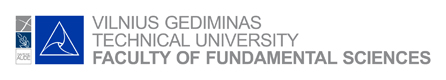 VILNIUS GEDIMINAS
TECHNICAL UNIVERSITY
FACULTY OF FUNDAMENTAL SCIENCES